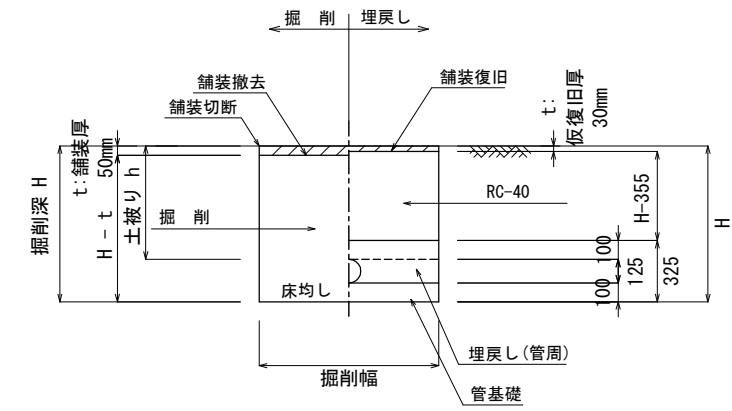 掘　削
埋戻し
舗装撤去
舗装復旧
舗装切断
t:
仮復旧厚
30mm
掘削深 H
t:舗装厚
50mm
H - t
土被り h
掘　削
RC-40
H-355
H
床均し
100
125
100
325
埋戻し(管周)
掘削幅
管基礎